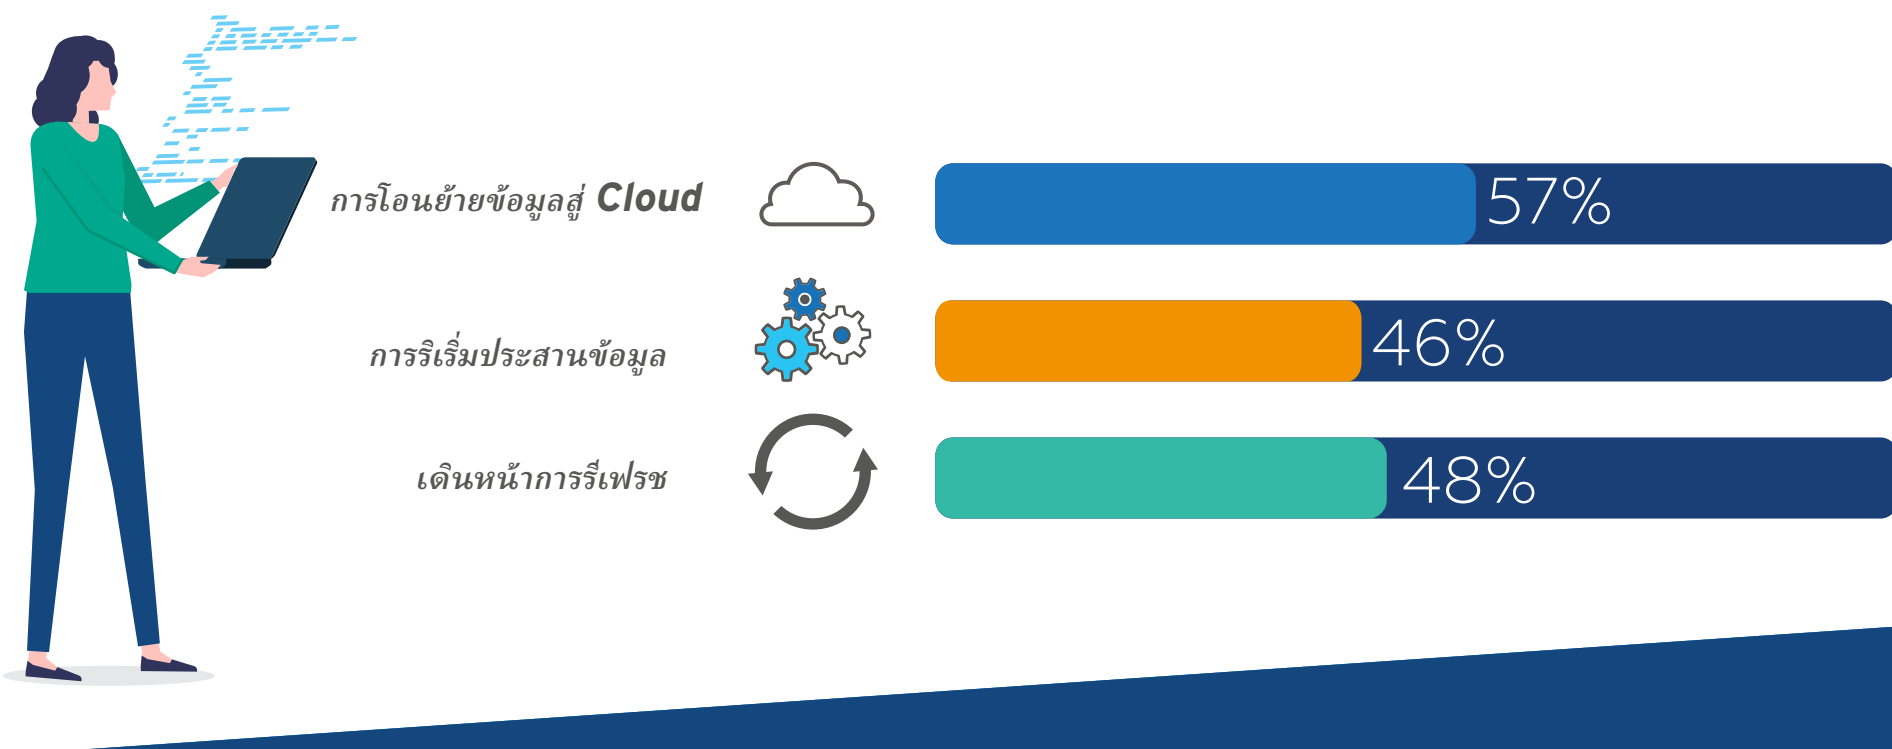 การโอนย้ายข้อมูลสู่ Cloud
57%
การริเริ่มประสานข้อมูล
46%
เดินหน้าการรีเฟรช
48%